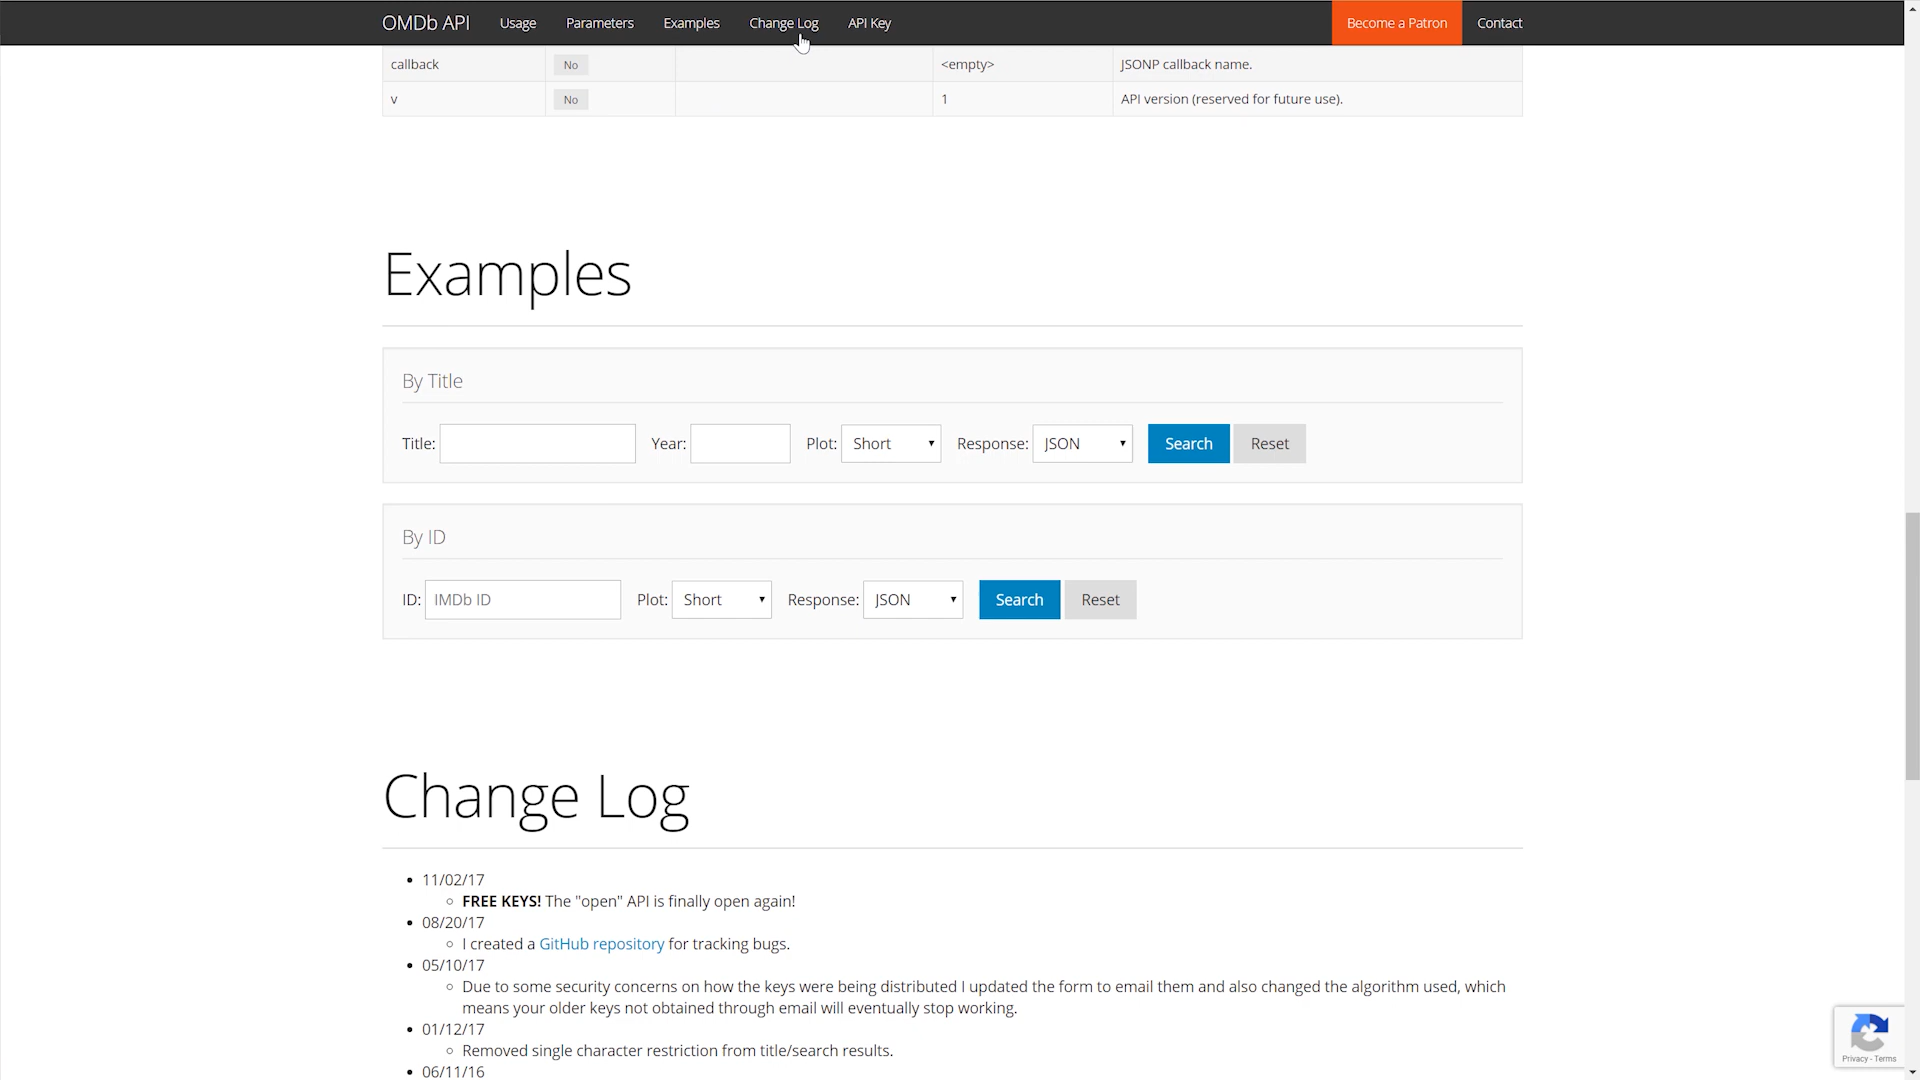 OMDb API Usage Parameters Examples Change Log API Key Become a Patron Contact
callback No <empty> JSONP callback name.
v No 1 API version (reserved for future use).
Examples
By Title
Title: Year: Plot: Short Response: JSON Search Reset
By ID
ID: IMDb ID Plot: Short Response: JSON Search Reset
Change Log
11/02/17
FREE KEYS! The "open" API is finally open again!
08/20/17
I created a GitHub repository for tracking bugs.
05/10/17
Due to some security concerns on how the keys were being distributed I updated the form to email them and also changed the algorithm used, which
means your older keys not obtained through email will eventually stop working.
01/12/17
Removed single character restriction from title/search results.
06/11/16
Privacy - Terms